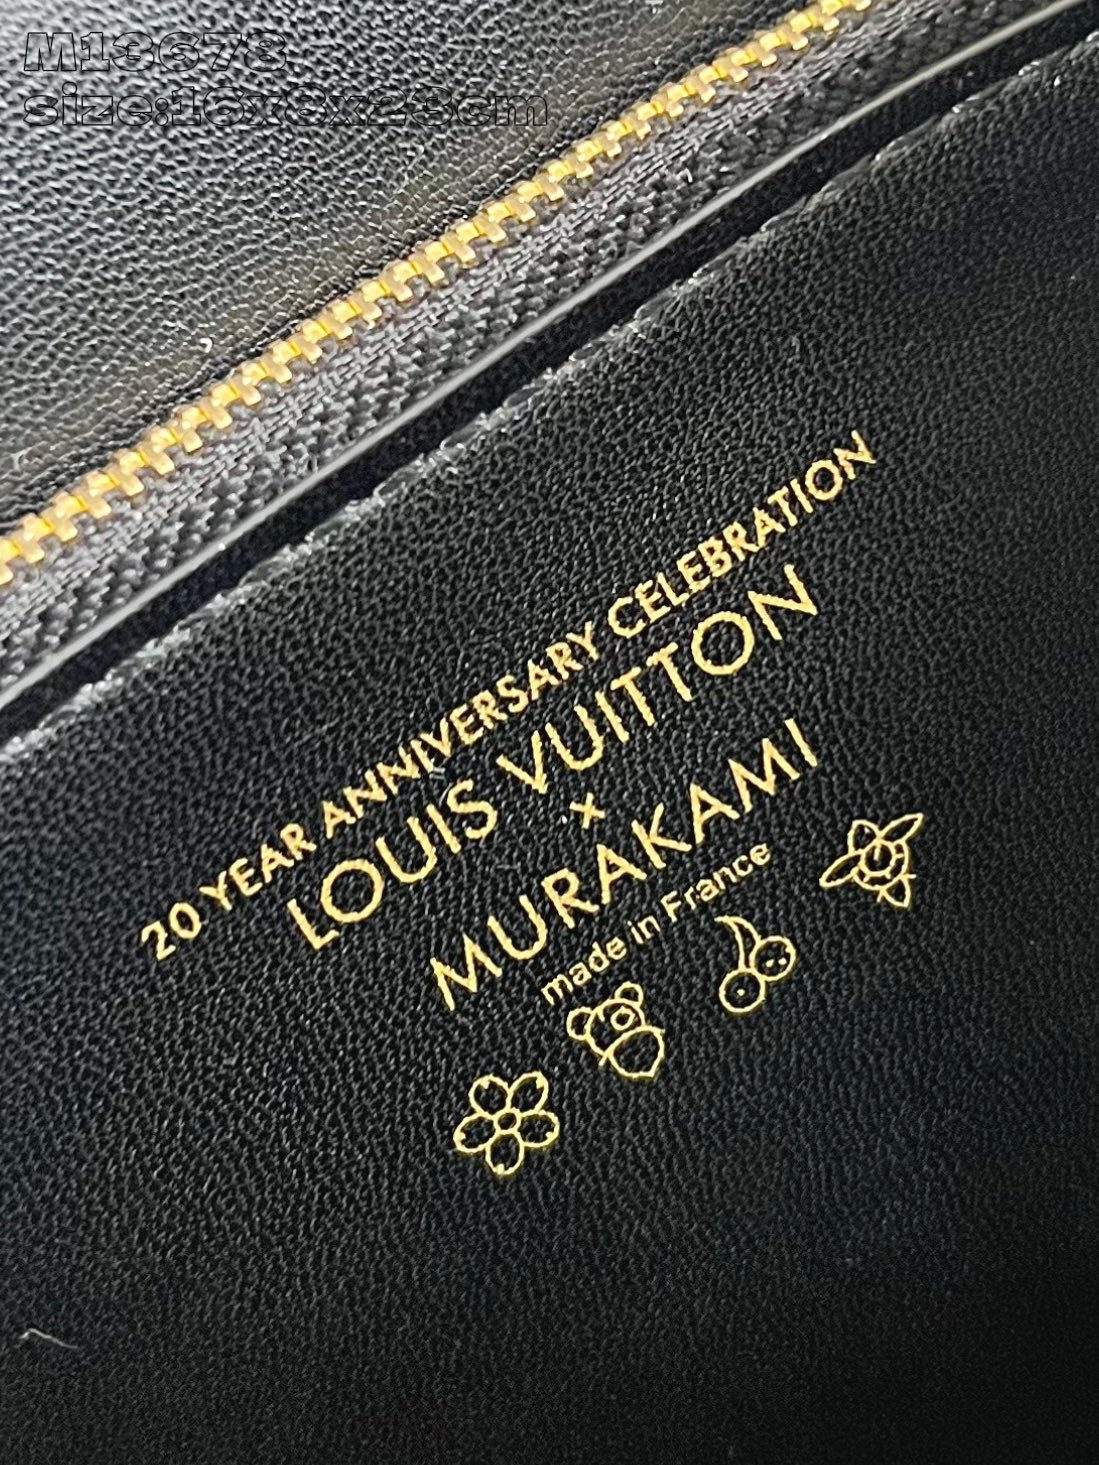 M13678
size:16x8x23cm
20 YEAR ANNIVERSARY CELEBRATION
LOUIS VUITTON
×
MURAKAMI
made in France